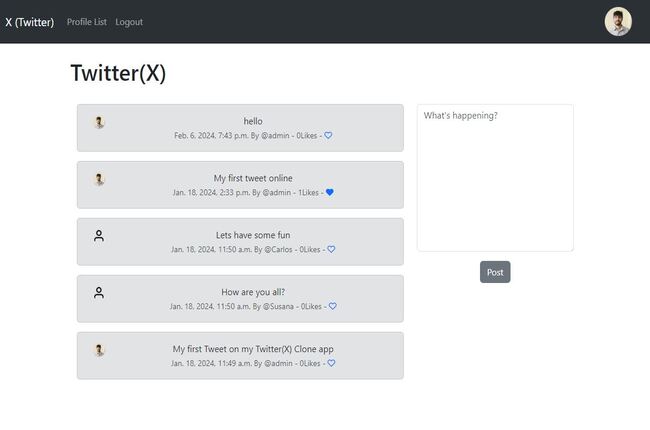 X (Twitter) Profile List Logout
Twitter(X)
hello
Feb. 6, 2024, 7:43 p.m. By @admin - 0Likes -
My first tweet online
Jan. 18, 2024, 2:33 p.m. By @admin - 1Likes -
Lets have some fun
Jan. 18, 2024, 11:50 a.m. By @Carlos - 0Likes -
How are you all?
Jan. 18, 2024, 11:50 a.m. By @Susana - 0Likes -
My first Tweet on my Twitter(X) Clone app
Jan. 18, 2024, 11:49 a.m. By @admin - 0Likes -
What's happening?
Post